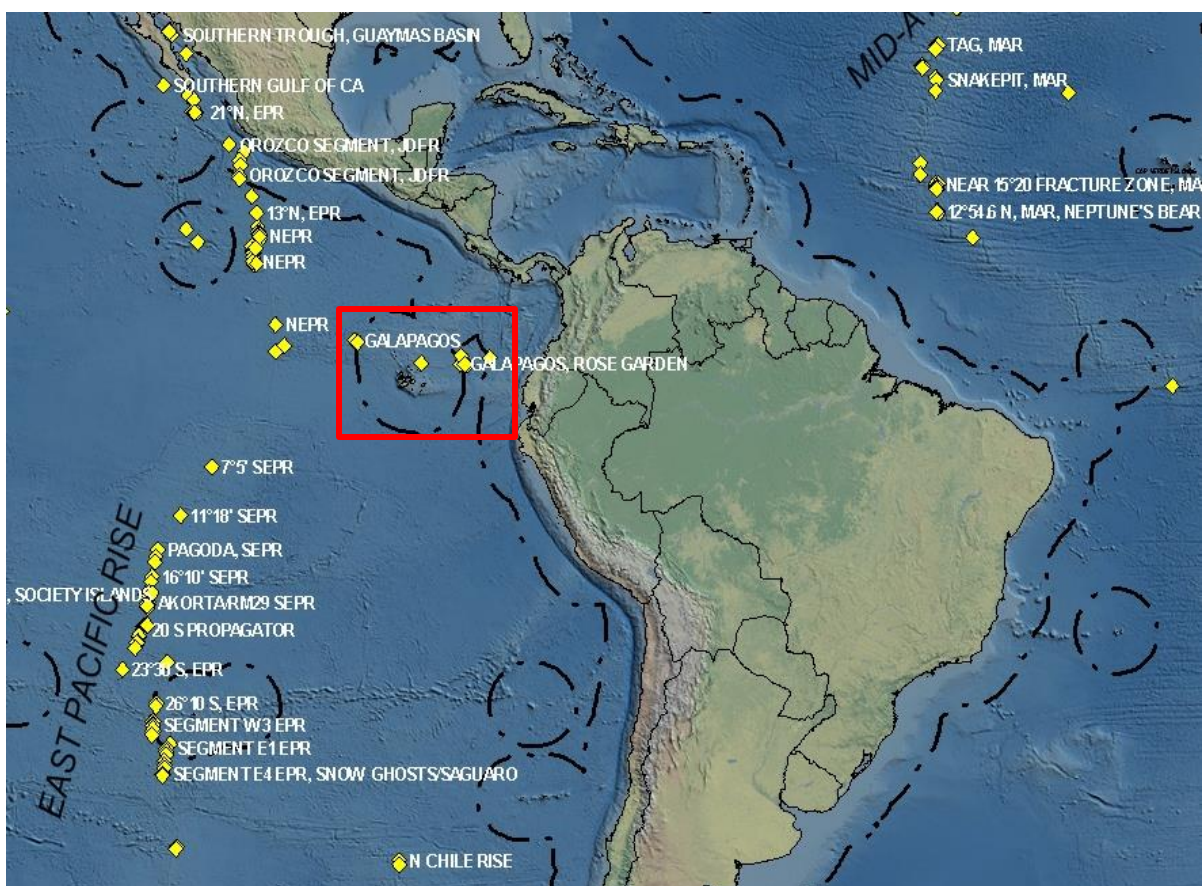 SOUTHERN TROUGH, GUAYMAS BASIN
SOUTHERN GULF OF CA
21°N, EPR
OROZCO SEGMENT, JDFR
OROZCO SEGMENT, JDFR
13°N, EPR
NEPR
NEPR
NEPR
GALAPAGOS
GALAPAGOS, ROSE GARDEN
MID-A
TAG, MAR
SNAKEPIT, MAR
NEAR 15°20 FRACTURE ZONE, MA
12°54.6 N, MAR, NEPTUNE'S BEAR
7°5' SEPR
11°18' SEPR
PAGODA, SEPR
16°10' SEPR
, SOCIETY ISLANDS
AKORTA/RM29 SEPR
20 S PROPAGATOR
23°30 S, EPR
26°10 S, EPR
SEGMENT W3 EPR
SEGMENT E1 EPR
SEGMENT E4 EPR, SNOW GHOSTS/SAGUARO
EAST PACIFIC RISE
N CHILE RISE